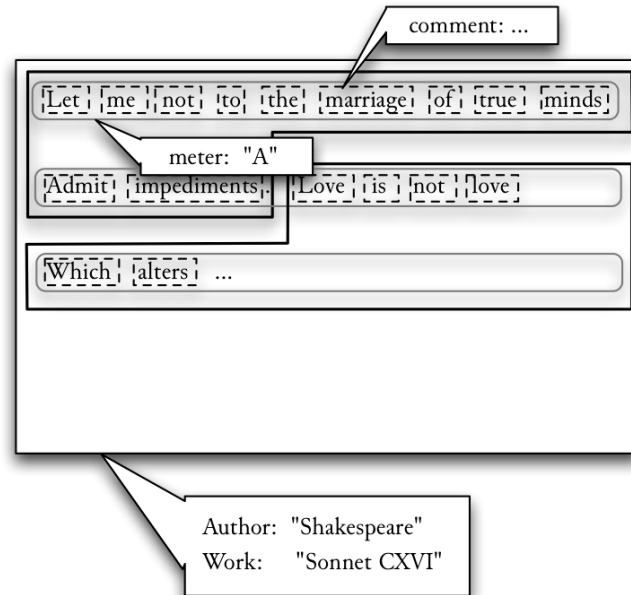 comment: ...
Let me not to the marriage of true minds
meter: "A"
Admit impediments. Love is not love
Which alters ...
Author: "Shakespeare"
Work: "Sonnet CXVI"